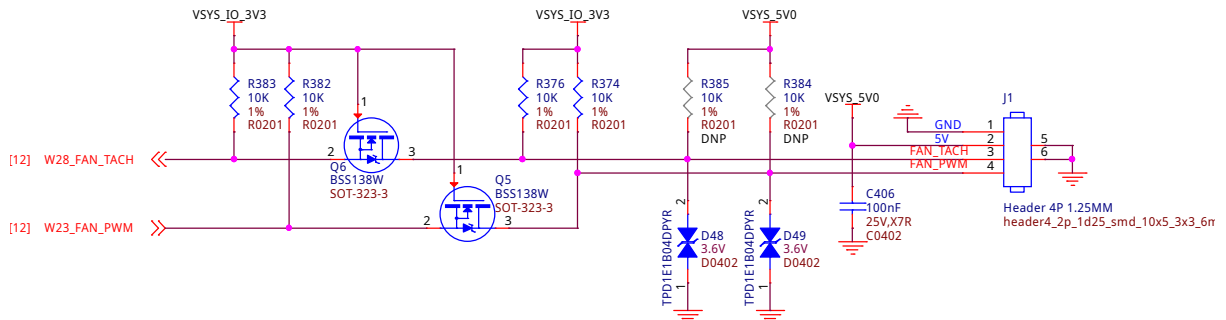 VSYS_IO_3V3
VSYS_IO_3V3
VSYS_5V0
R383
10K
1%
R0201
R382
10K
1%
R0201
R376
10K
1%
R0201
R374
10K
1%
R0201
R385
10K
1%
R0201
DNP
R384
10K
1%
R0201
DNP
VSYS_5V0
J1
GND
5V
FAN_TACH
FAN_PWM
1
2
3
4
5
6
1
[12] W28_FAN_TACH
2
3
Q6
BSS138W
SOT-323-3
1
Q5
BSS138W
SOT-323-3
[12] W23_FAN_PWM
2
3
2
TPD1E1B04DPYR
D48
3.6V
D0402
1
2
TPD1E1B04DPYR
D49
3.6V
D0402
1
C406
100nF
25V,X7R
C0402
Header 4P 1.25MM
header4_2p_1d25_smd_10x5_3x3_6m